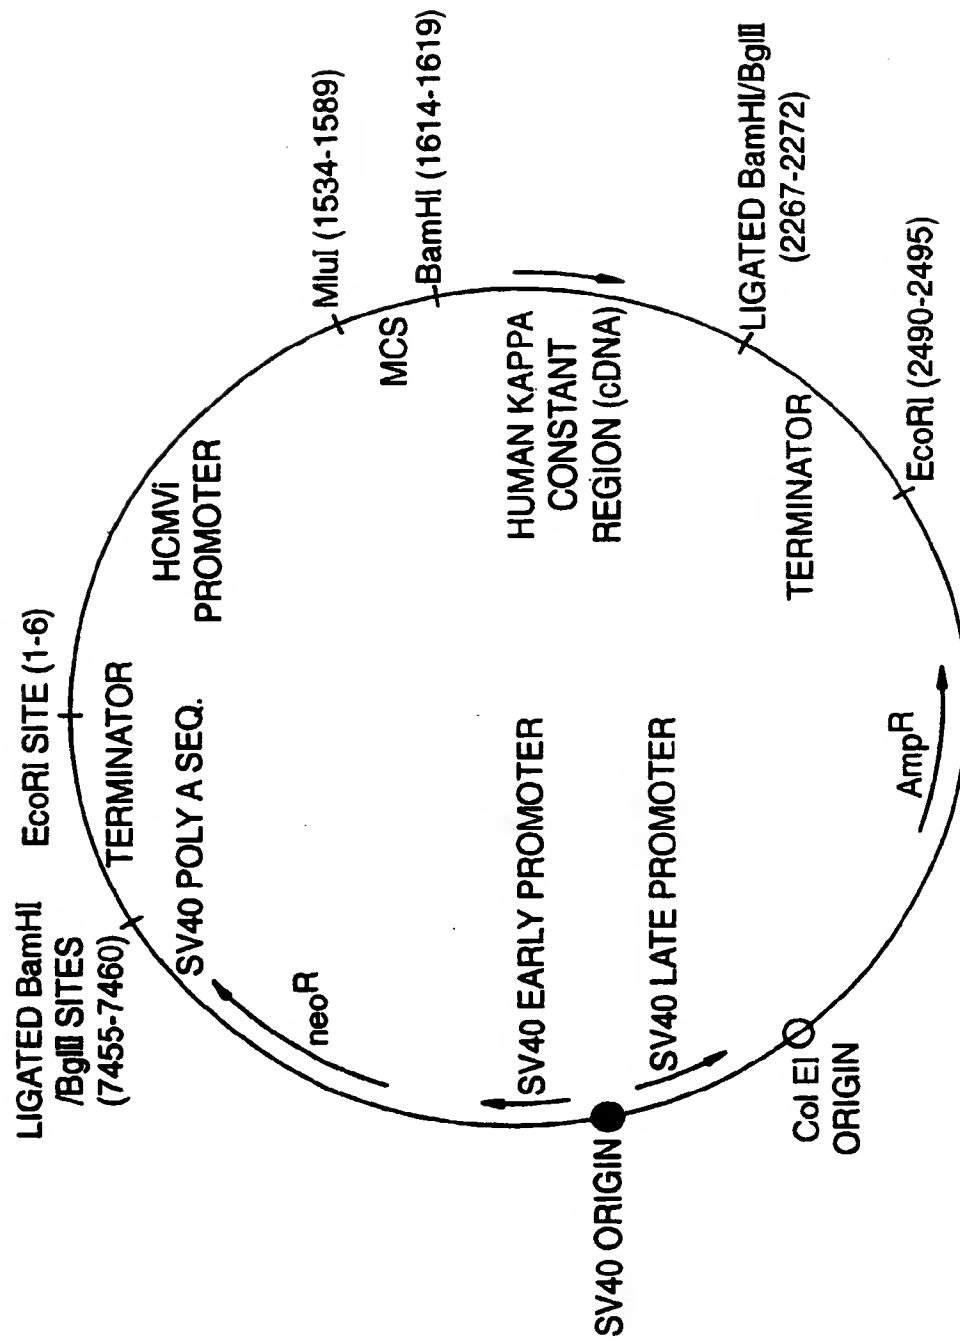 EcoRI SITE (1-6)
LIGATED BamHI
/BglII SITES
(7455-7460)
TERMINATOR
SV40 POLY A SEQ.
neoR
HCMVi
PROMOTER
MluI (1534-1589)
MCS
BamHI (1614-1619)
HUMAN KAPPA
CONSTANT
REGION (cDNA)
LIGATED BamHI/BglII
(2267-2272)
TERMINATOR
EcoRI (2490-2495)
SV40 EARLY PROMOTER
SV40 LATE PROMOTER
SV40 ORIGIN
Col EI
ORIGIN
AmpR